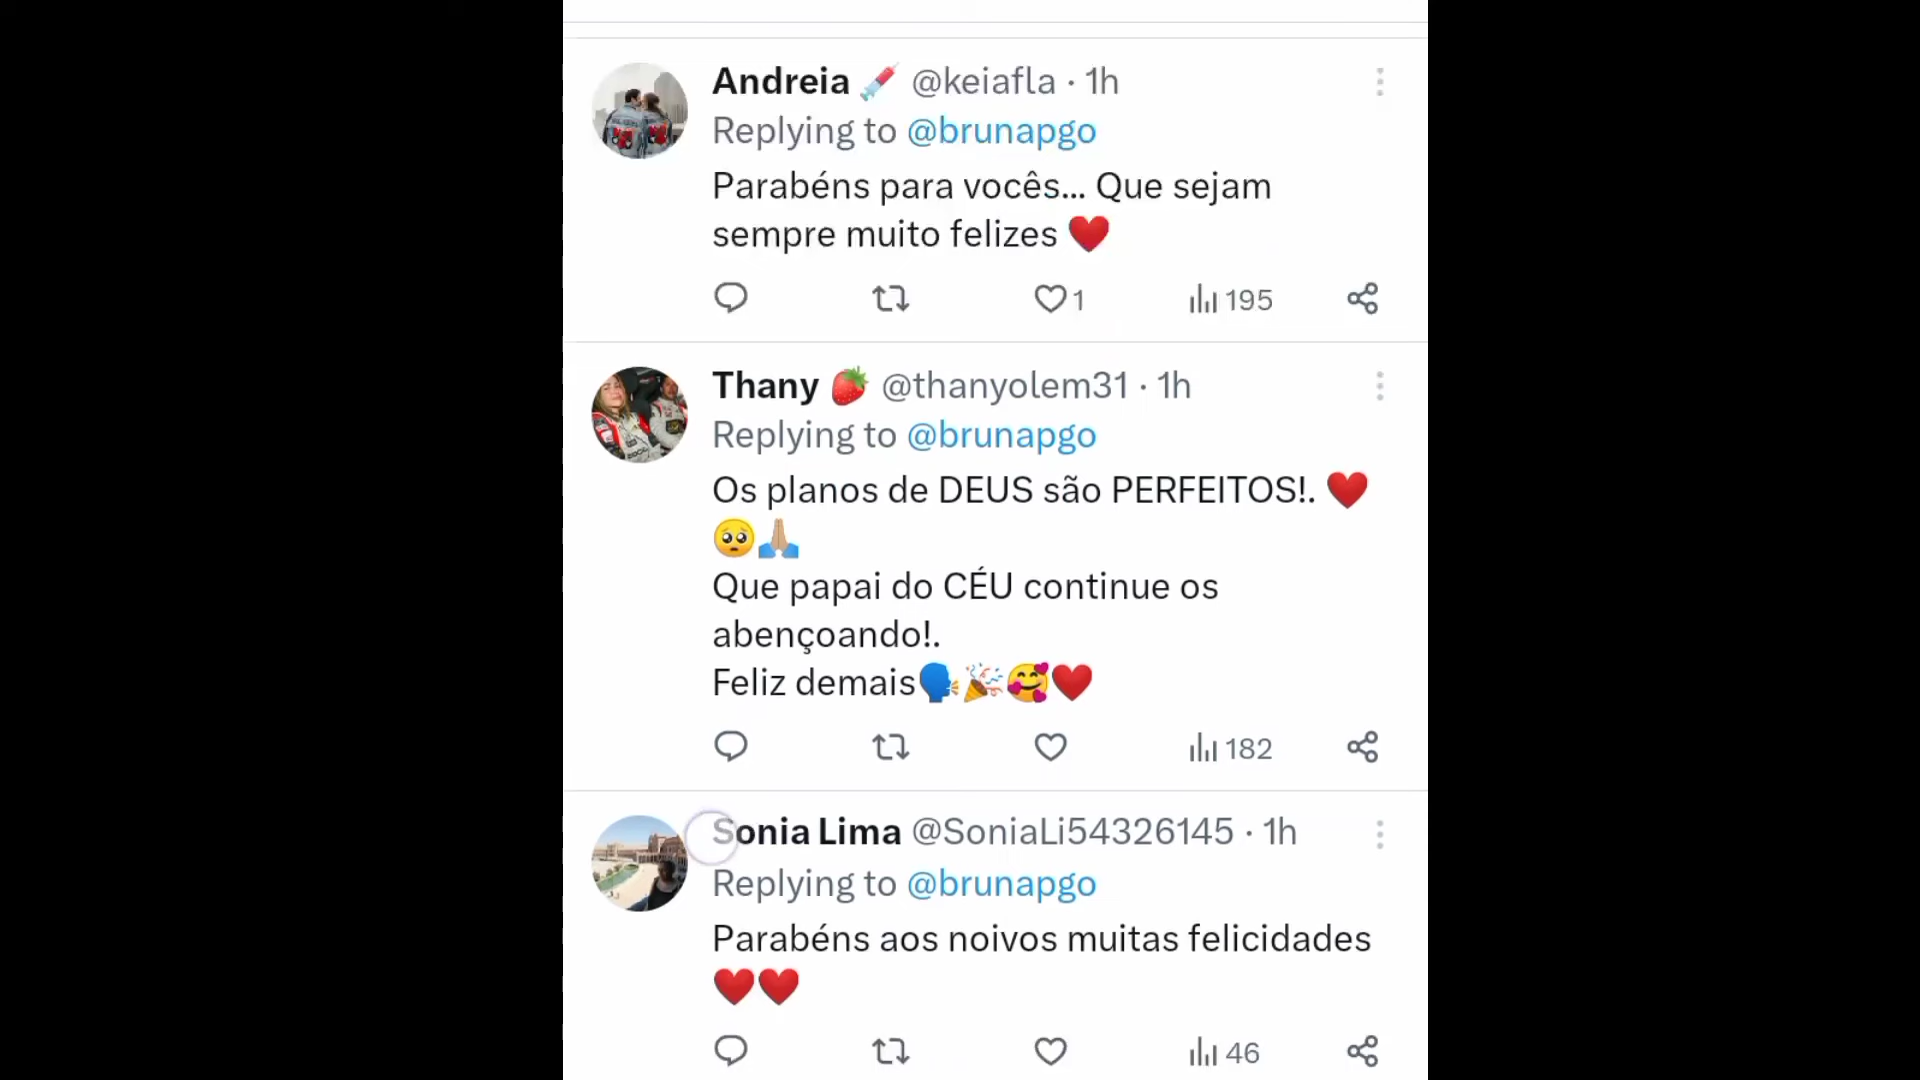 Andreia 💉 @keiafla · 1h
Replying to @brunapgo
Parabéns para vocês... Que sejam
sempre muito felizes ❤️
1 195
Thany 🍓 @thanyolem31 · 1h
Replying to @brunapgo
Os planos de DEUS são PERFEITOS!. ❤️
🥺🙏🏼
Que papai do CÉU continue os
abençoando!.
Feliz demais🗣️🎉🥰❤️
182
Sonia Lima @SoniaLi54326145 · 1h
Replying to @brunapgo
Parabéns aos noivos muitas felicidades
❤️❤️
46